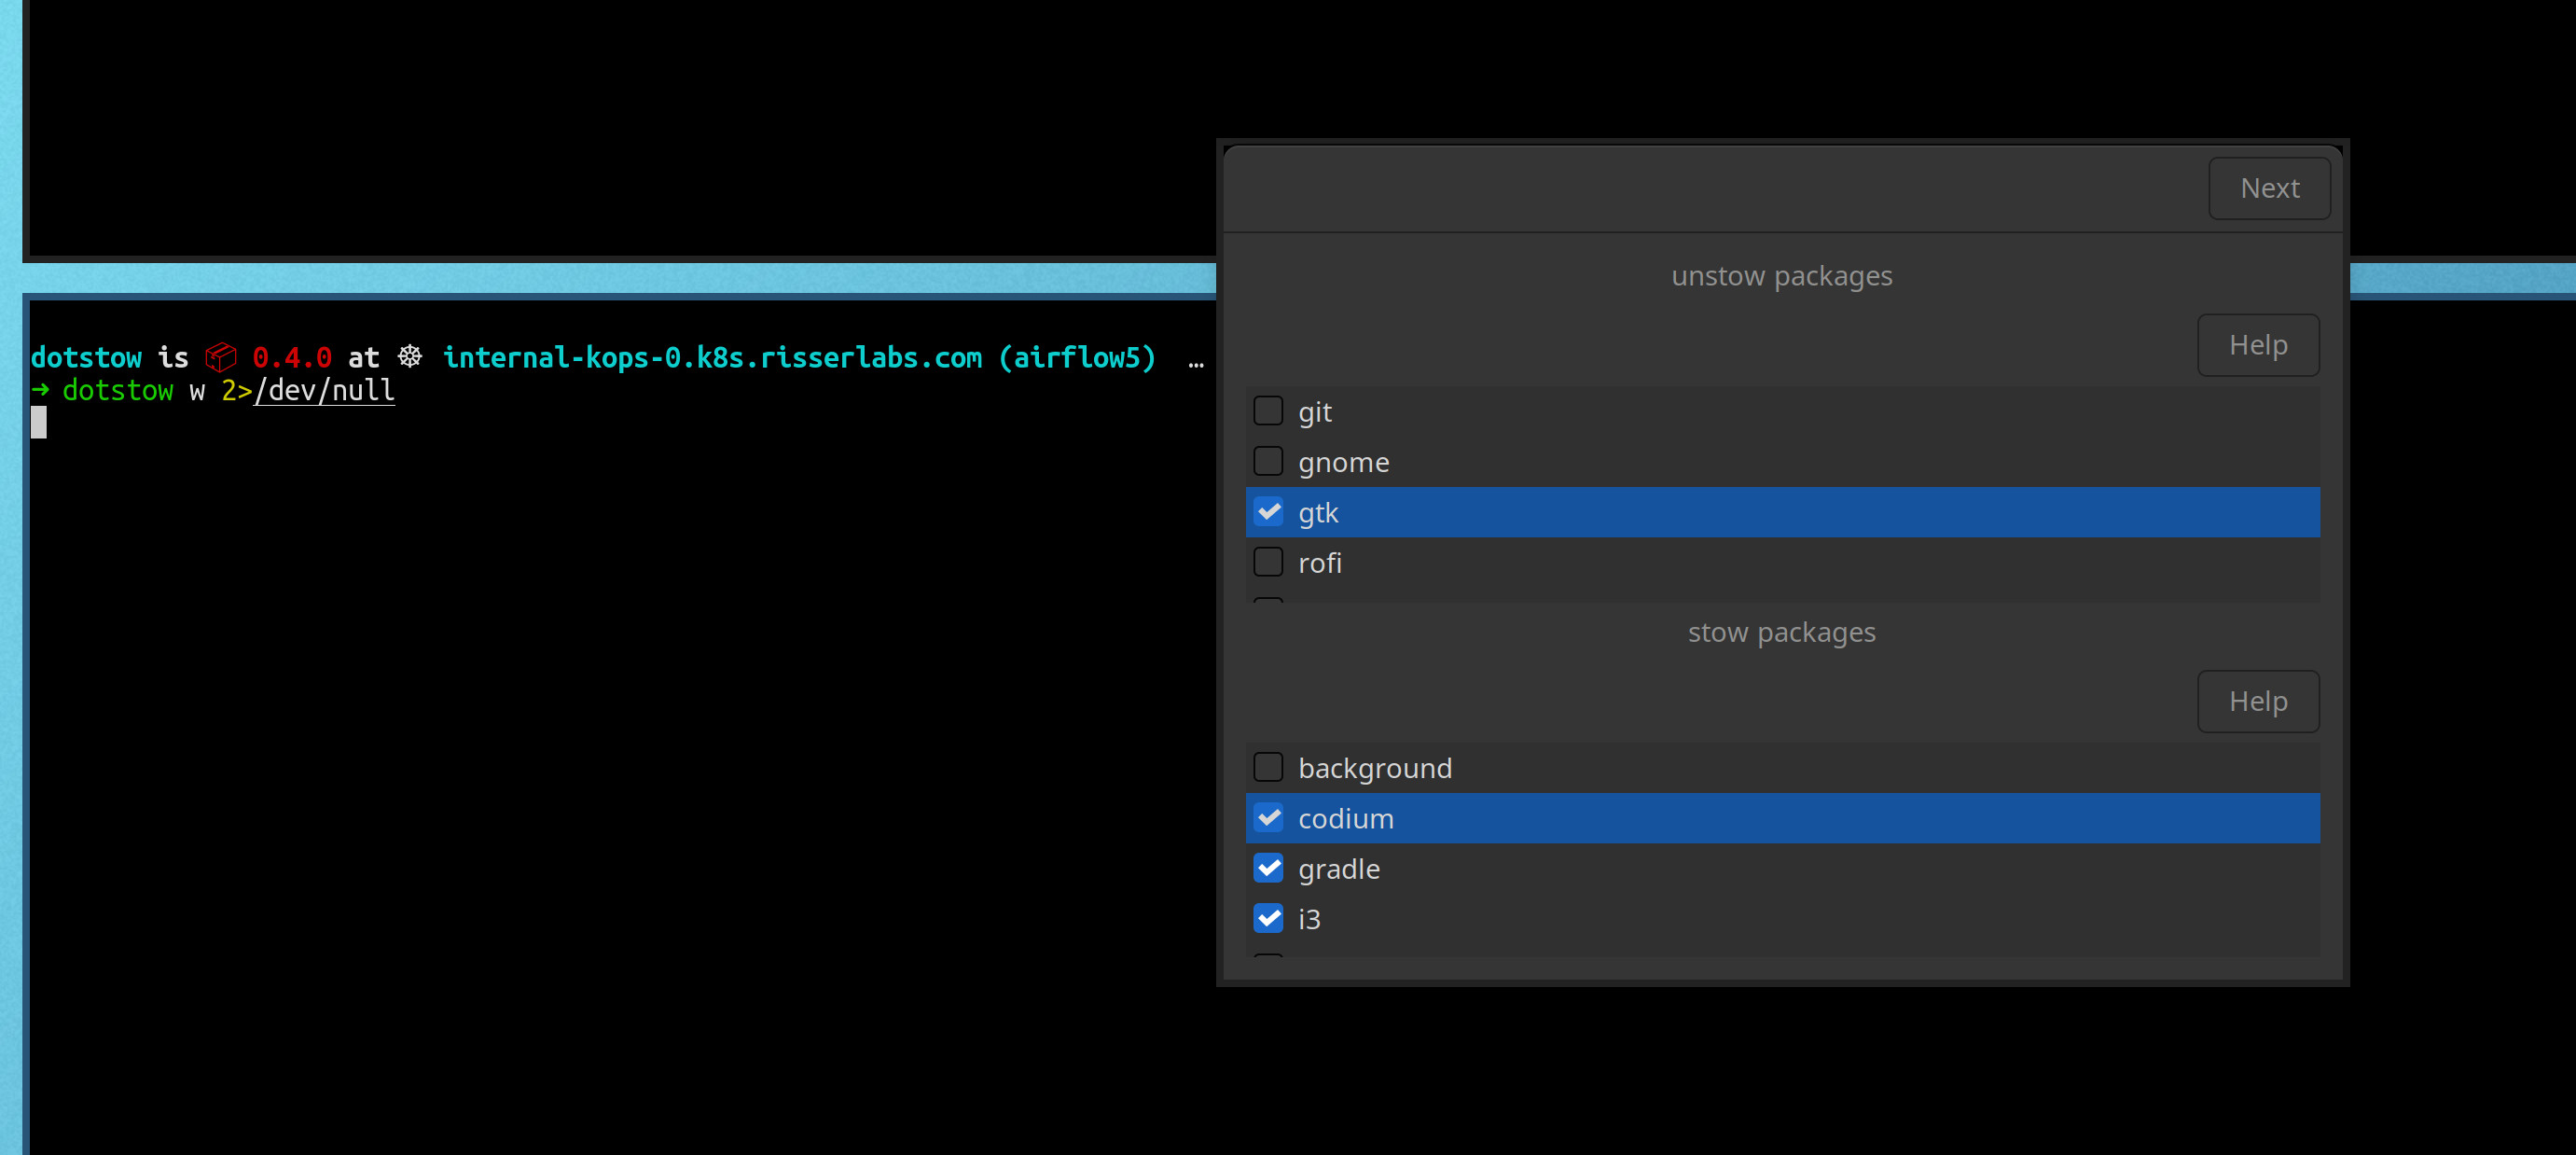 dotstow is 📦 0.4.0 at ☸ internal-kops-0.k8s.risserlabs.com (airflow5) …
➜ dotstow w 2>/dev/null
Next
unstow packages
Help
git
gnome
gtk
rofi
stow packages
Help
background
codium
gradle
i3